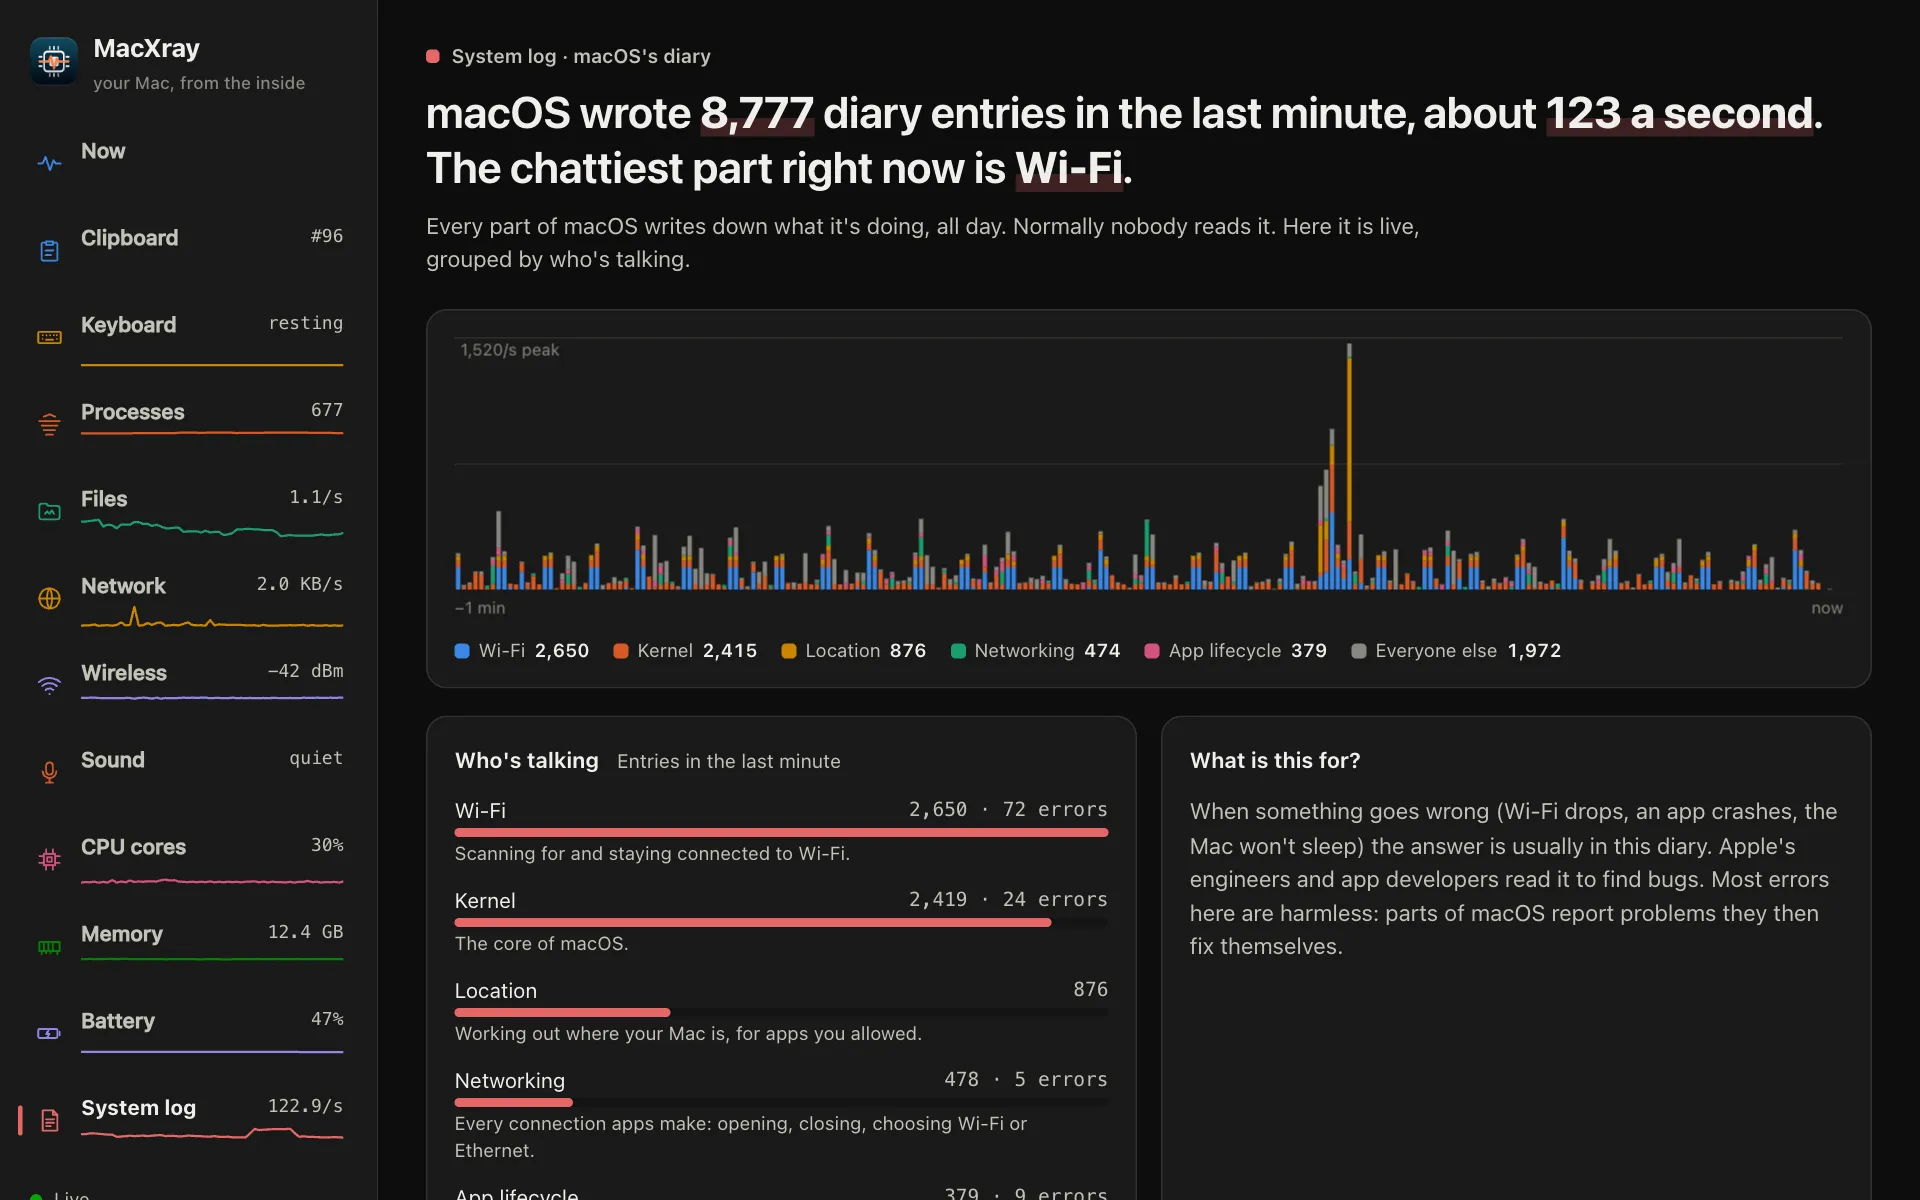 MacXray
your Mac, from the inside
Now
Clipboard #96
Keyboard resting
Processes 677
Files 1.1/s
Network 2.0 KB/s
Wireless −42 dBm
Sound quiet
CPU cores 30%
Memory 12.4 GB
Battery 47%
System log 122.9/s
Live
System log · macOS's diary
macOS wrote 8,777 diary entries in the last minute, about 123 a second.
The chattiest part right now is Wi-Fi.
Every part of macOS writes down what it's doing, all day. Normally nobody reads it. Here it is live,
grouped by who's talking.
1,520/s peak
−1 min now
Wi-Fi 2,650 Kernel 2,415 Location 876 Networking 474 App lifecycle 379 Everyone else 1,972
Who's talking Entries in the last minute
Wi-Fi 2,650 · 72 errors
Scanning for and staying connected to Wi-Fi.
Kernel 2,419 · 24 errors
The core of macOS.
Location 876
Working out where your Mac is, for apps you allowed.
Networking 478 · 5 errors
Every connection apps make: opening, closing, choosing Wi-Fi or
Ethernet.
App lifecycle 379 · 9 errors
What is this for?
When something goes wrong (Wi-Fi drops, an app crashes, the
Mac won't sleep) the answer is usually in this diary. Apple's
engineers and app developers read it to find bugs. Most errors
here are harmless: parts of macOS report problems they then
fix themselves.